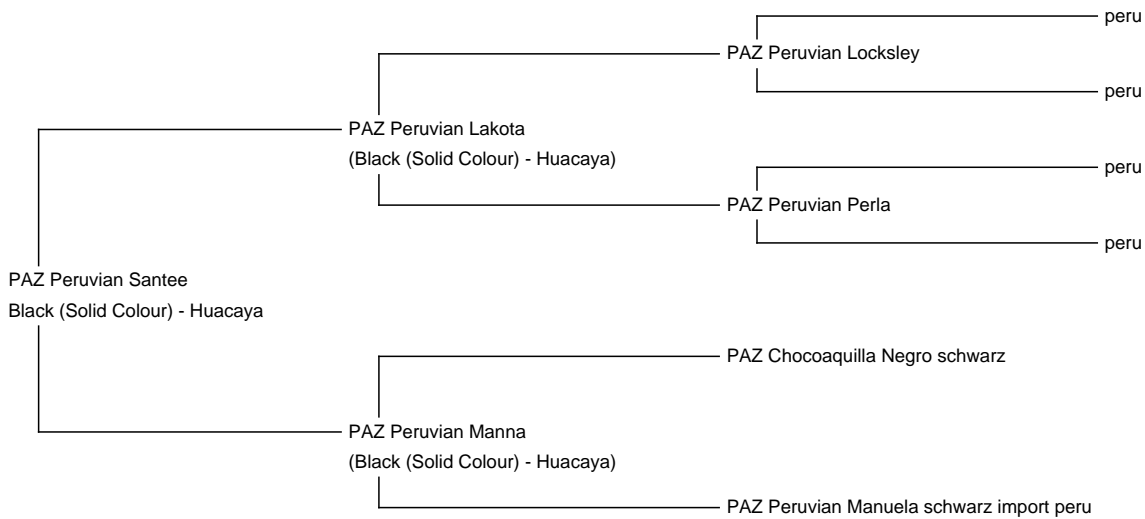 peru
PAZ Peruvian Locksley
peru
PAZ Peruvian Lakota
(Black (Solid Colour) - Huacaya)
peru
PAZ Peruvian Perla
peru
PAZ Peruvian Santee
Black (Solid Colour) - Huacaya
PAZ Chocoaquilla Negro schwarz
PAZ Peruvian Manna
(Black (Solid Colour) - Huacaya)
PAZ Peruvian Manuela schwarz import peru